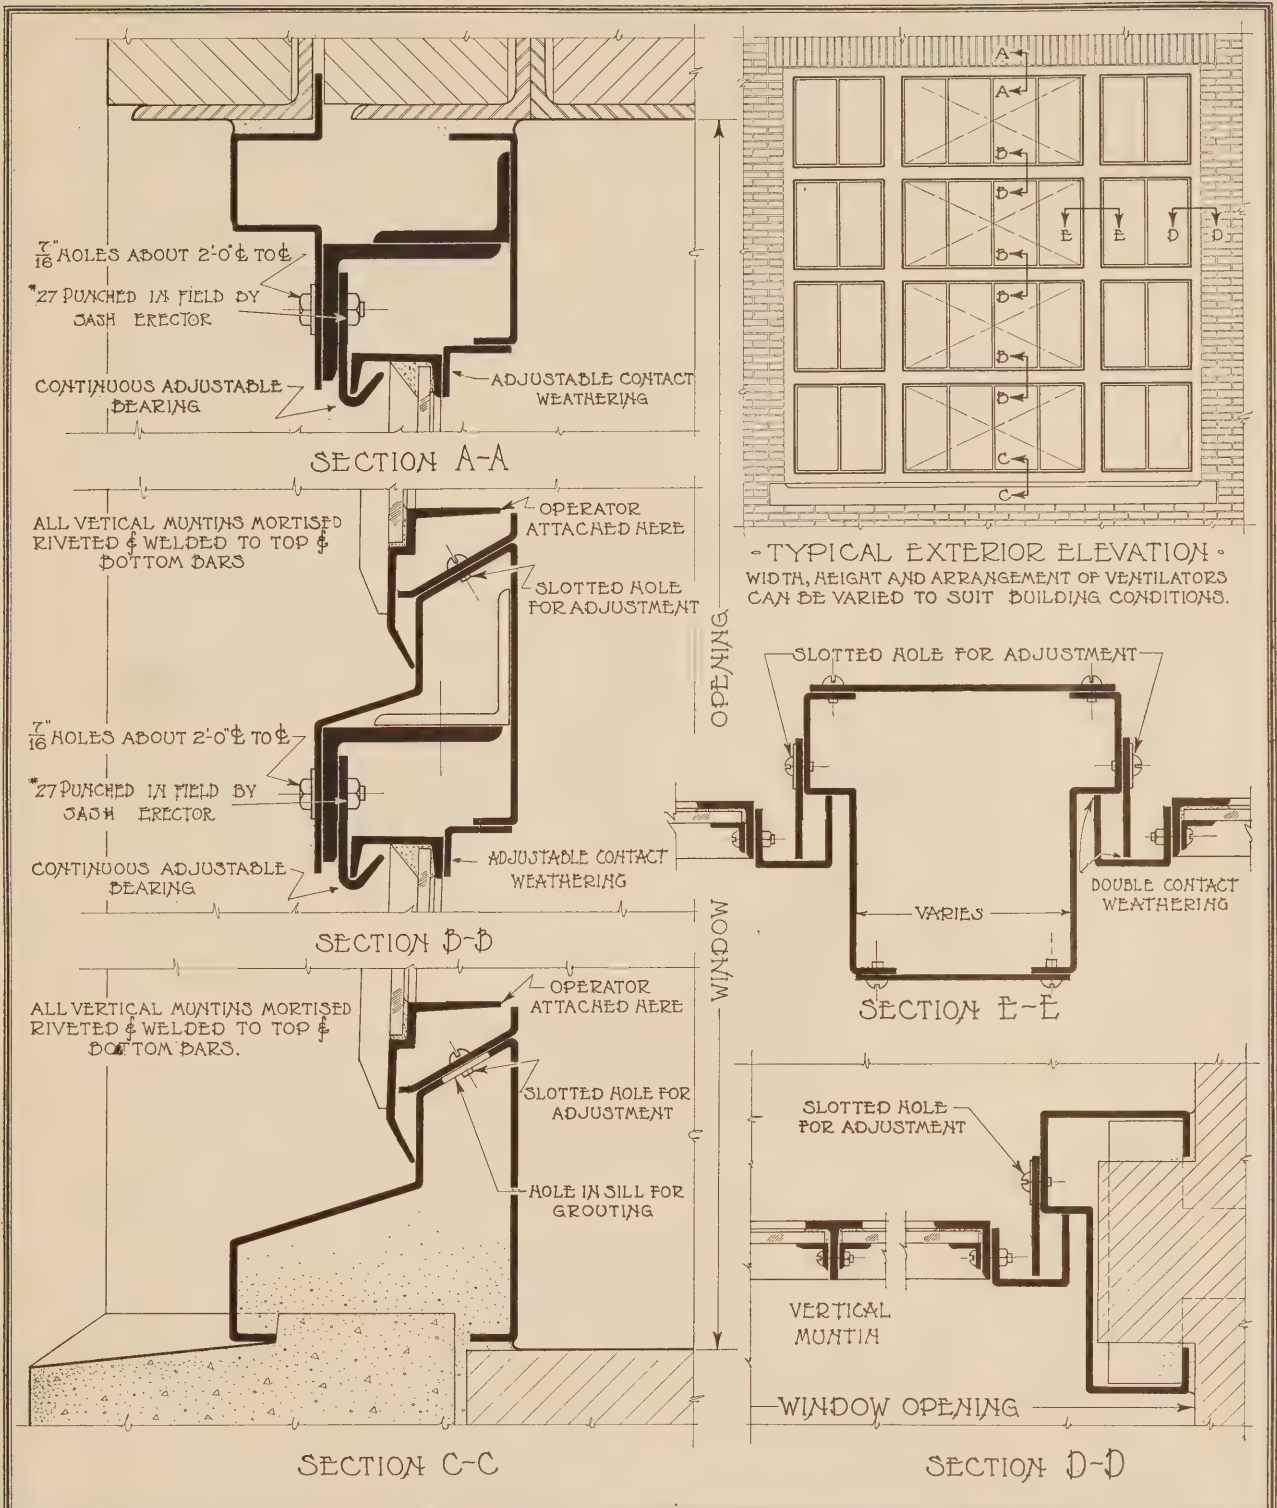 7/16" HOLES ABOUT 2'-0" ℄ TO ℄
#27 PUNCHED IN FIELD BY
SASH ERECTOR
CONTINUOUS ADJUSTABLE
BEARING
ADJUSTABLE CONTACT
WEATHERING
SECTION A-A
ALL VETICAL MUNTINS MORTISED
RIVETED & WELDED TO TOP &
BOTTOM BARS
OPERATOR
ATTACHED HERE
SLOTTED HOLE
FOR ADJUSTMENT
7/16" HOLES ABOUT 2'-0" ℄ TO ℄
#27 PUNCHED IN FIELD BY
SASH ERECTOR
CONTINUOUS ADJUSTABLE
BEARING
ADJUSTABLE CONTACT
WEATHERING
SECTION B-B
ALL VERTICAL MUNTINS MORTISED
RIVETED & WELDED TO TOP &
BOTTOM BARS.
OPERATOR
ATTACHED HERE
SLOTTED HOLE FOR
ADJUSTMENT
HOLE IN SILL FOR
GROUTING
SECTION C-C
WINDOW OPENING
A
A
B
B
E E D D
B
B
B
B
C
C
- TYPICAL EXTERIOR ELEVATION -
WIDTH, HEIGHT AND ARRANGEMENT OF VENTILATORS
CAN BE VARIED TO SUIT BUILDING CONDITIONS.
SLOTTED HOLE FOR ADJUSTMENT
DOUBLE CONTACT
WEATHERING
VARIES
SECTION E-E
SLOTTED HOLE
FOR ADJUSTMENT
VERTICAL
MUNTIN
WINDOW OPENING
SECTION D-D